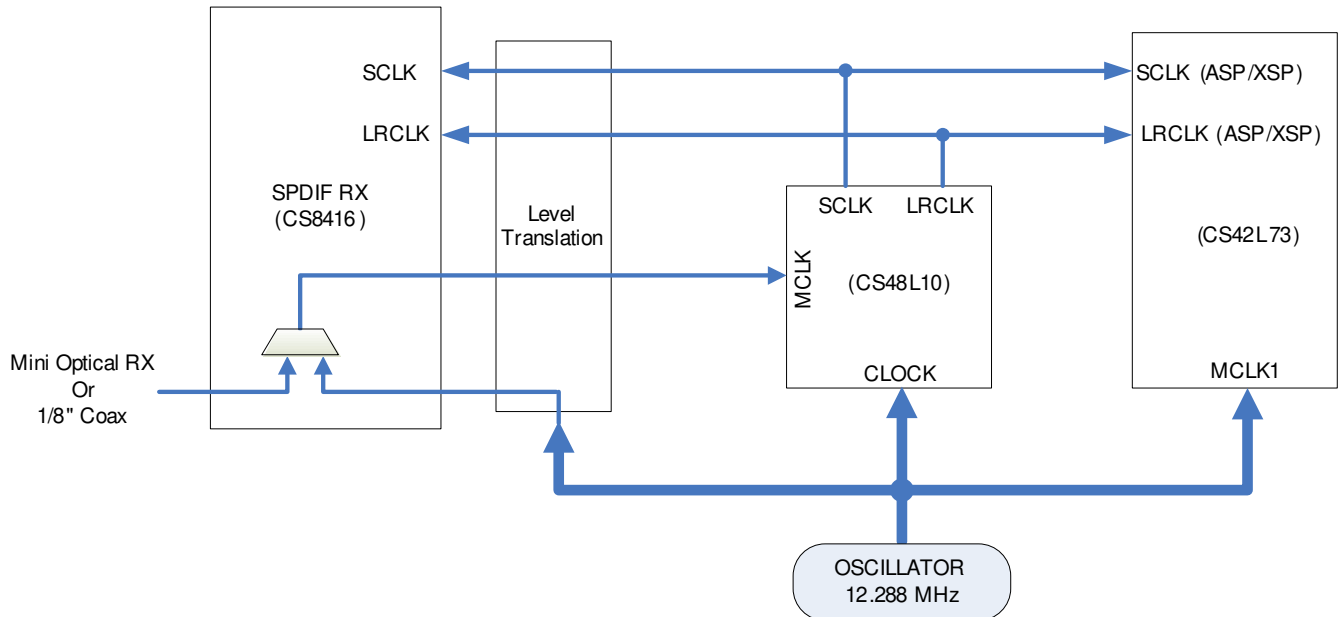 SCLK
LRCLK
SPDIF RX
(CS8416)
Level
Translation
SCLK (ASP/XSP)
LRCLK (ASP/XSP)
(CS42L73)
MCLK1
SCLK LRCLK
MCLK
(CS48L10)
CLOCK
Mini Optical RX
Or
1/8" Coax
OSCILLATOR
12.288 MHz